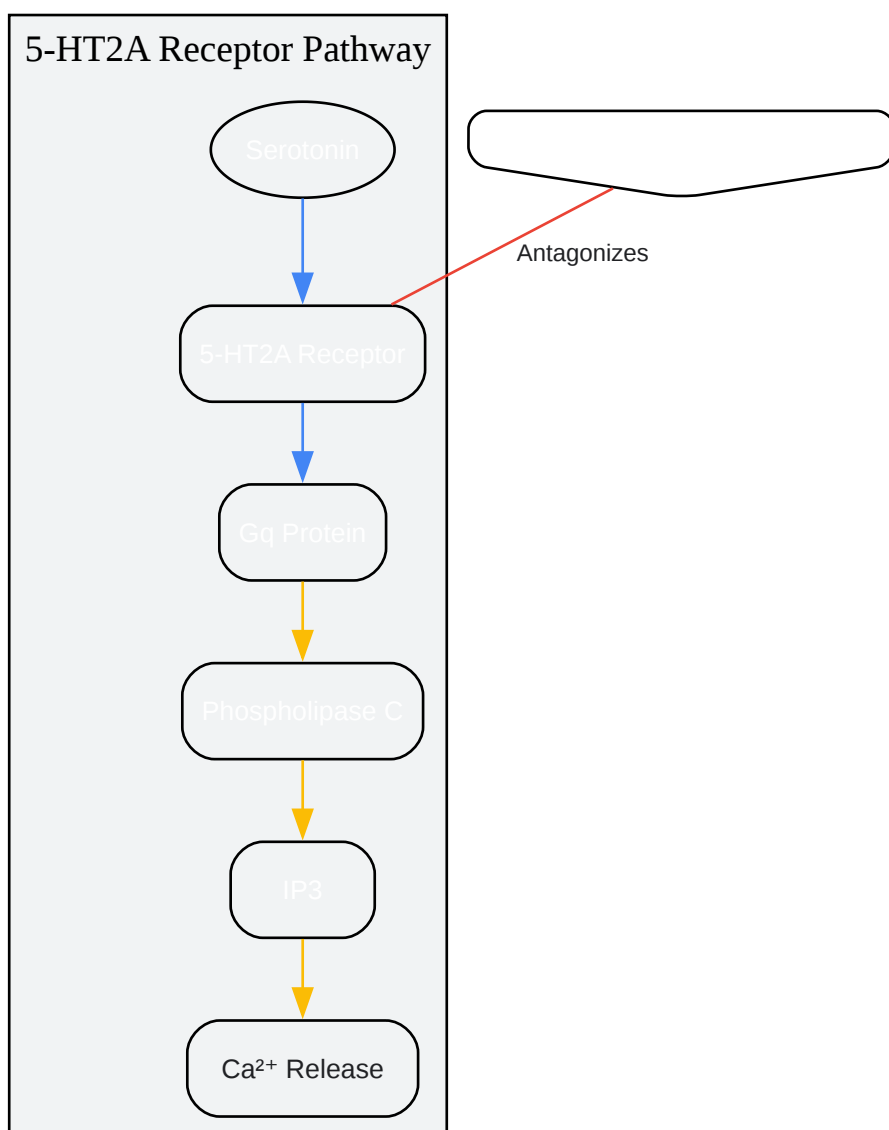 5-HT2A Receptor Pathway
Serotonin
Antagonizes
5-HT2A Receptor
Gq Protein
Phospholipase C
IP3
Ca²⁺ Release